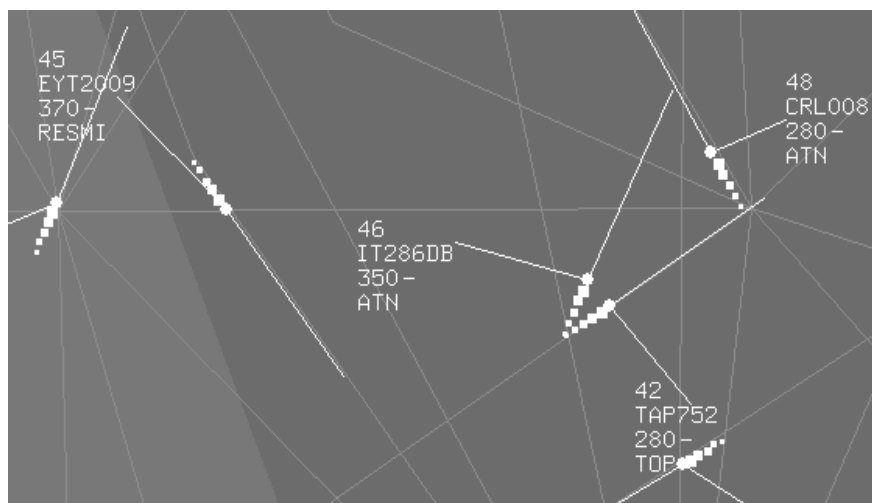 45
EYT2009
370-
RESMI
48
CRL008
280-
ATN
46
IT286DB
350-
ATN
42
TAP752
280-
TOP